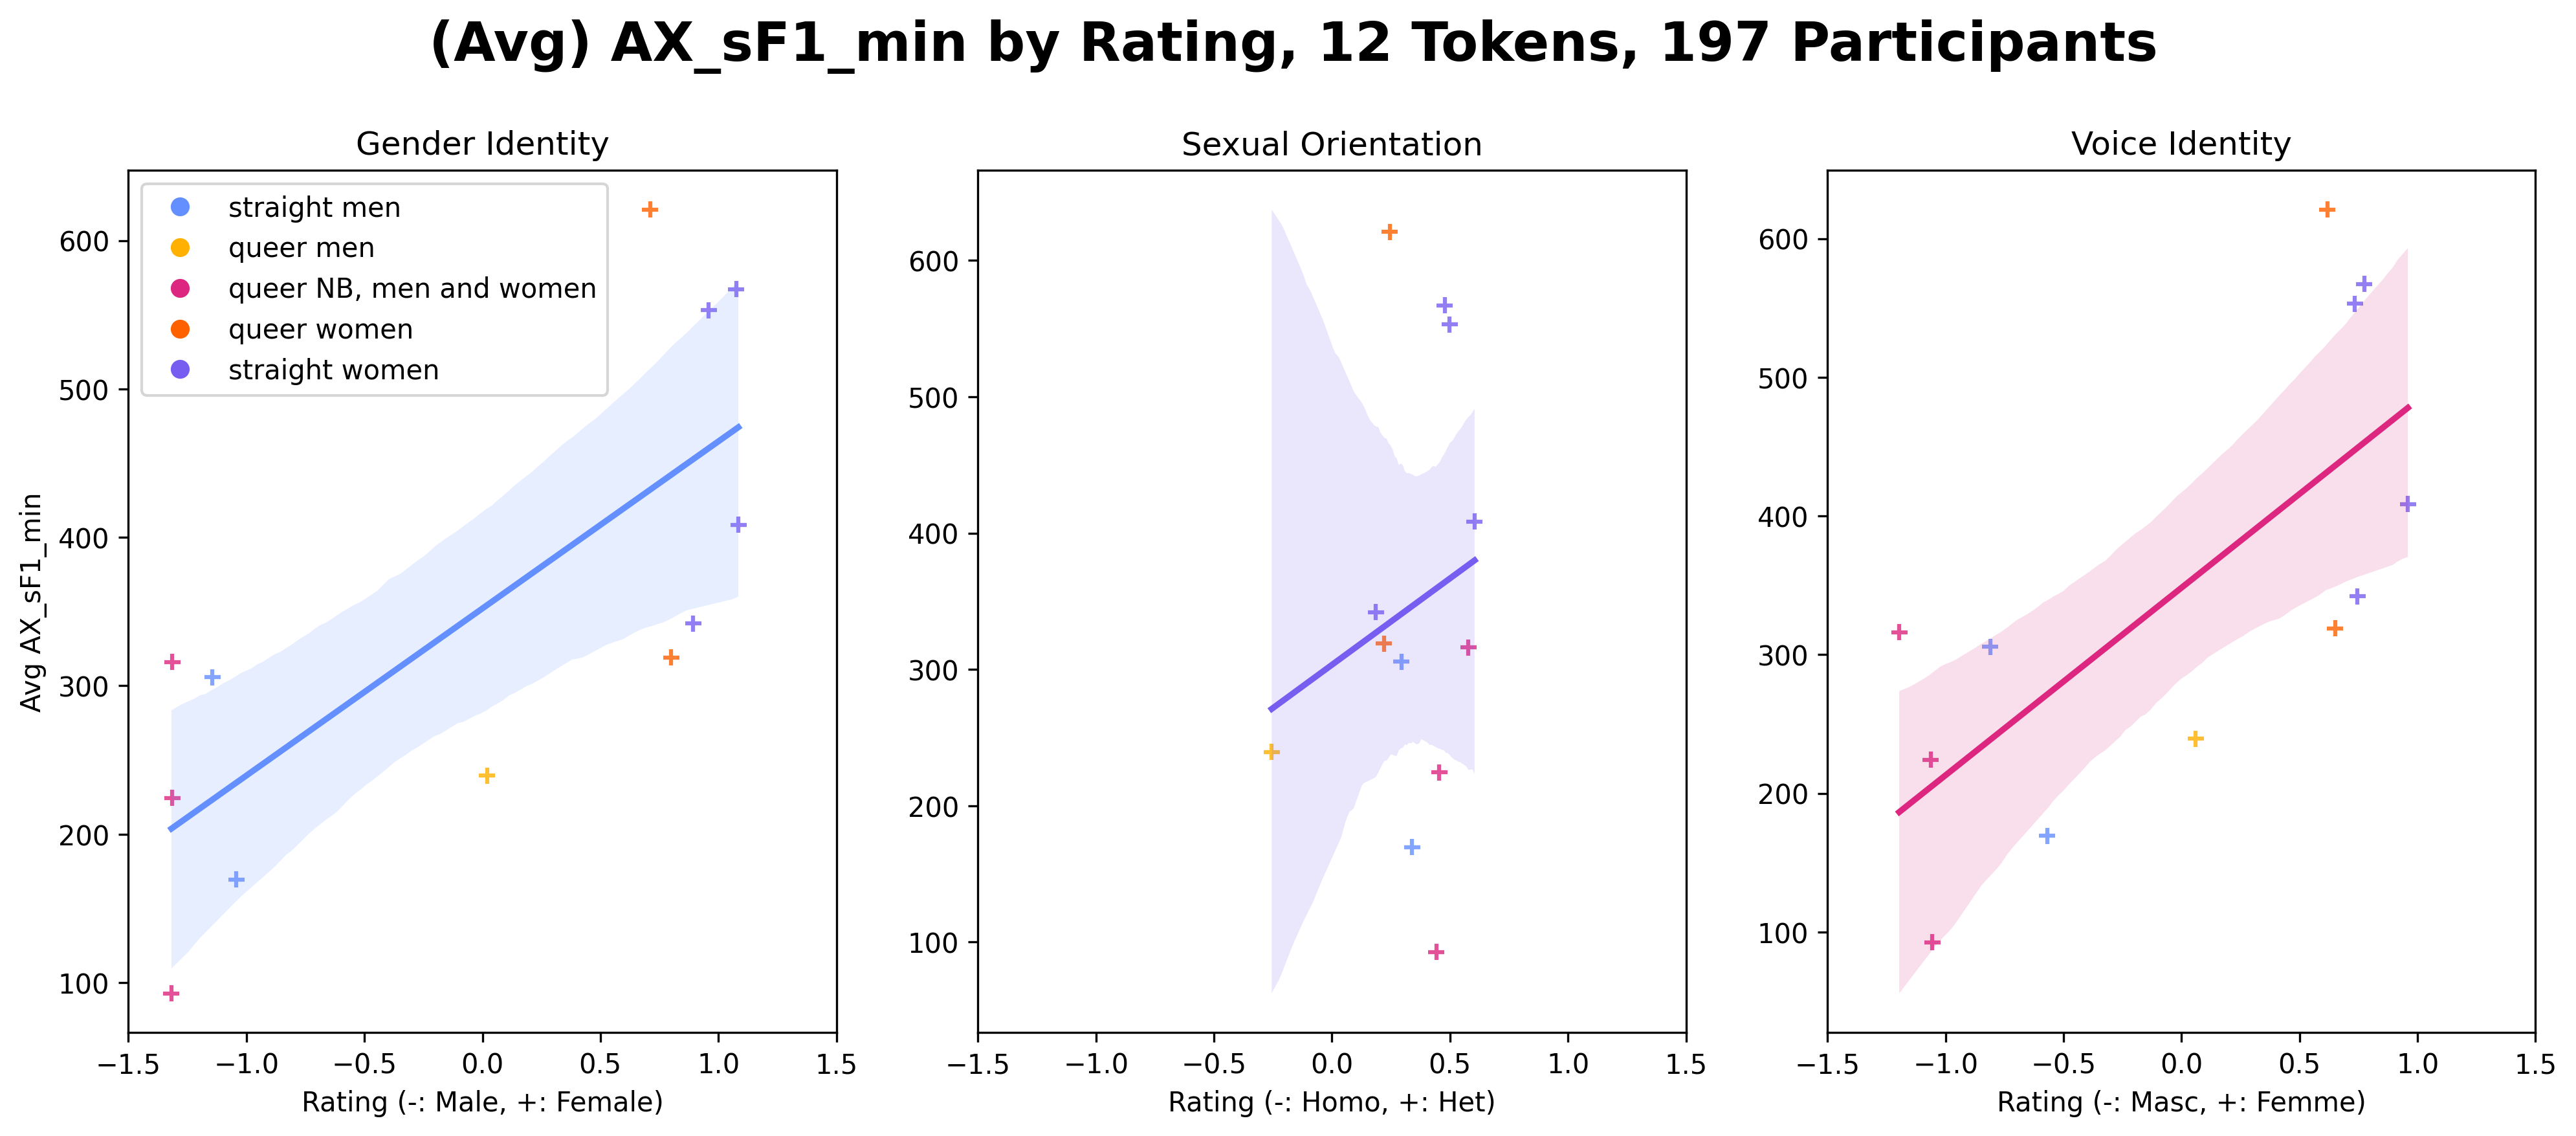 (Avg) AX_sF1_min by Rating, 12 Tokens, 197 Participants
Gender Identity
straight men
queer men
queer NB, men and women
queer women
straight women
600
500
400
300
200
100
Avg AX_sF1_min
−1.5 −1.0 −0.5 0.0 0.5 1.0 1.5
Rating (-: Male, +: Female)
Sexual Orientation
600
500
400
300
200
100
−1.5 −1.0 −0.5 0.0 0.5 1.0 1.5
Rating (-: Homo, +: Het)
Voice Identity
600
500
400
300
200
100
−1.5 −1.0 −0.5 0.0 0.5 1.0 1.5
Rating (-: Masc, +: Femme)